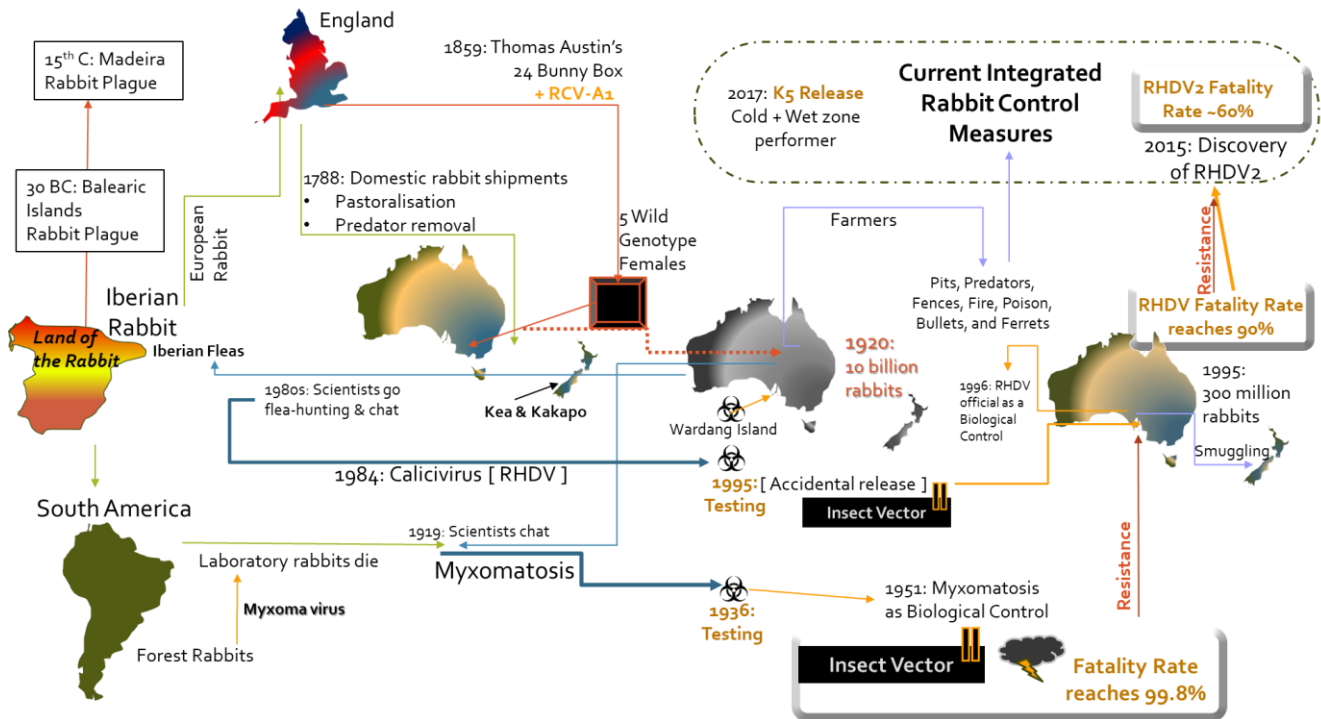 England
15th C: Madeira
Rabbit Plague
1859: Thomas Austin's
24 Bunny Box
+ RCV-A1
30 BC: Balearic
Islands
Rabbit Plague
European
Rabbit
1788: Domestic rabbit shipments
• Pastoralisation
• Predator removal
5 Wild
Genotype
Females
2017: K5 Release
Cold + Wet zone
performer
Current Integrated
Rabbit Control
Measures
RHDV2 Fatality
Rate ~60%
2015: Discovery
of RHDV2
Farmers
Resistance
Pits, Predators,
Fences, Fire, Poison,
Bullets, and Ferrets
RHDV Fatality Rate
reaches 90%
Iberian
Rabbit
Land of
the Rabbit
Iberian Fleas
1980s: Scientists go
flea-hunting & chat
Kea & Kakapo
1920:
10 billion
rabbits
Wardang Island
1996: RHDV
official as a
Biological
Control
1995:
300 million
rabbits
Smuggling
1984: Calicivirus [ RHDV ]
1995:
Testing
[ Accidental release ]
Insect Vector
South America
1919: Scientists chat
Laboratory rabbits die
Myxomatosis
Myxoma virus
Forest Rabbits
1936:
Testing
1951: Myxomatosis
as Biological Control
Resistance
Insect Vector
Fatality Rate
reaches 99.8%